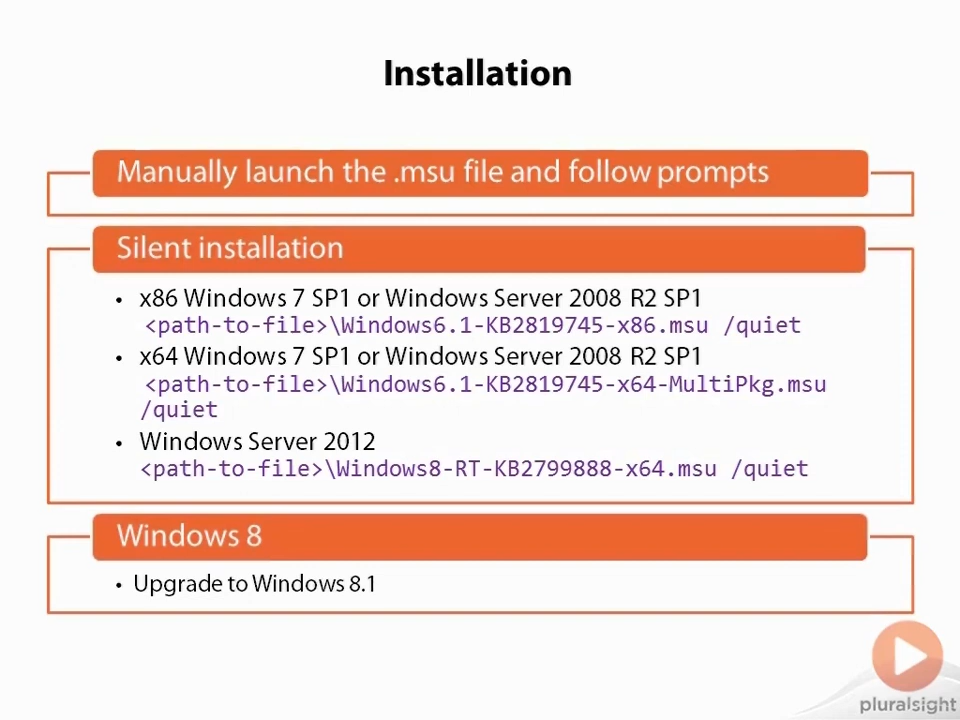 Installation
Manually launch the .msu file and follow prompts
Silent installation
• x86 Windows 7 SP1 or Windows Server 2008 R2 SP1
<path-to-file>\Windows6.1-KB2819745-x86.msu /quiet
• x64 Windows 7 SP1 or Windows Server 2008 R2 SP1
<path-to-file>\Windows6.1-KB2819745-x64-MultiPkg.msu
/quiet
• Windows Server 2012
<path-to-file>\Windows8-RT-KB2799888-x64.msu /quiet
Windows 8
• Upgrade to Windows 8.1
pluralsight